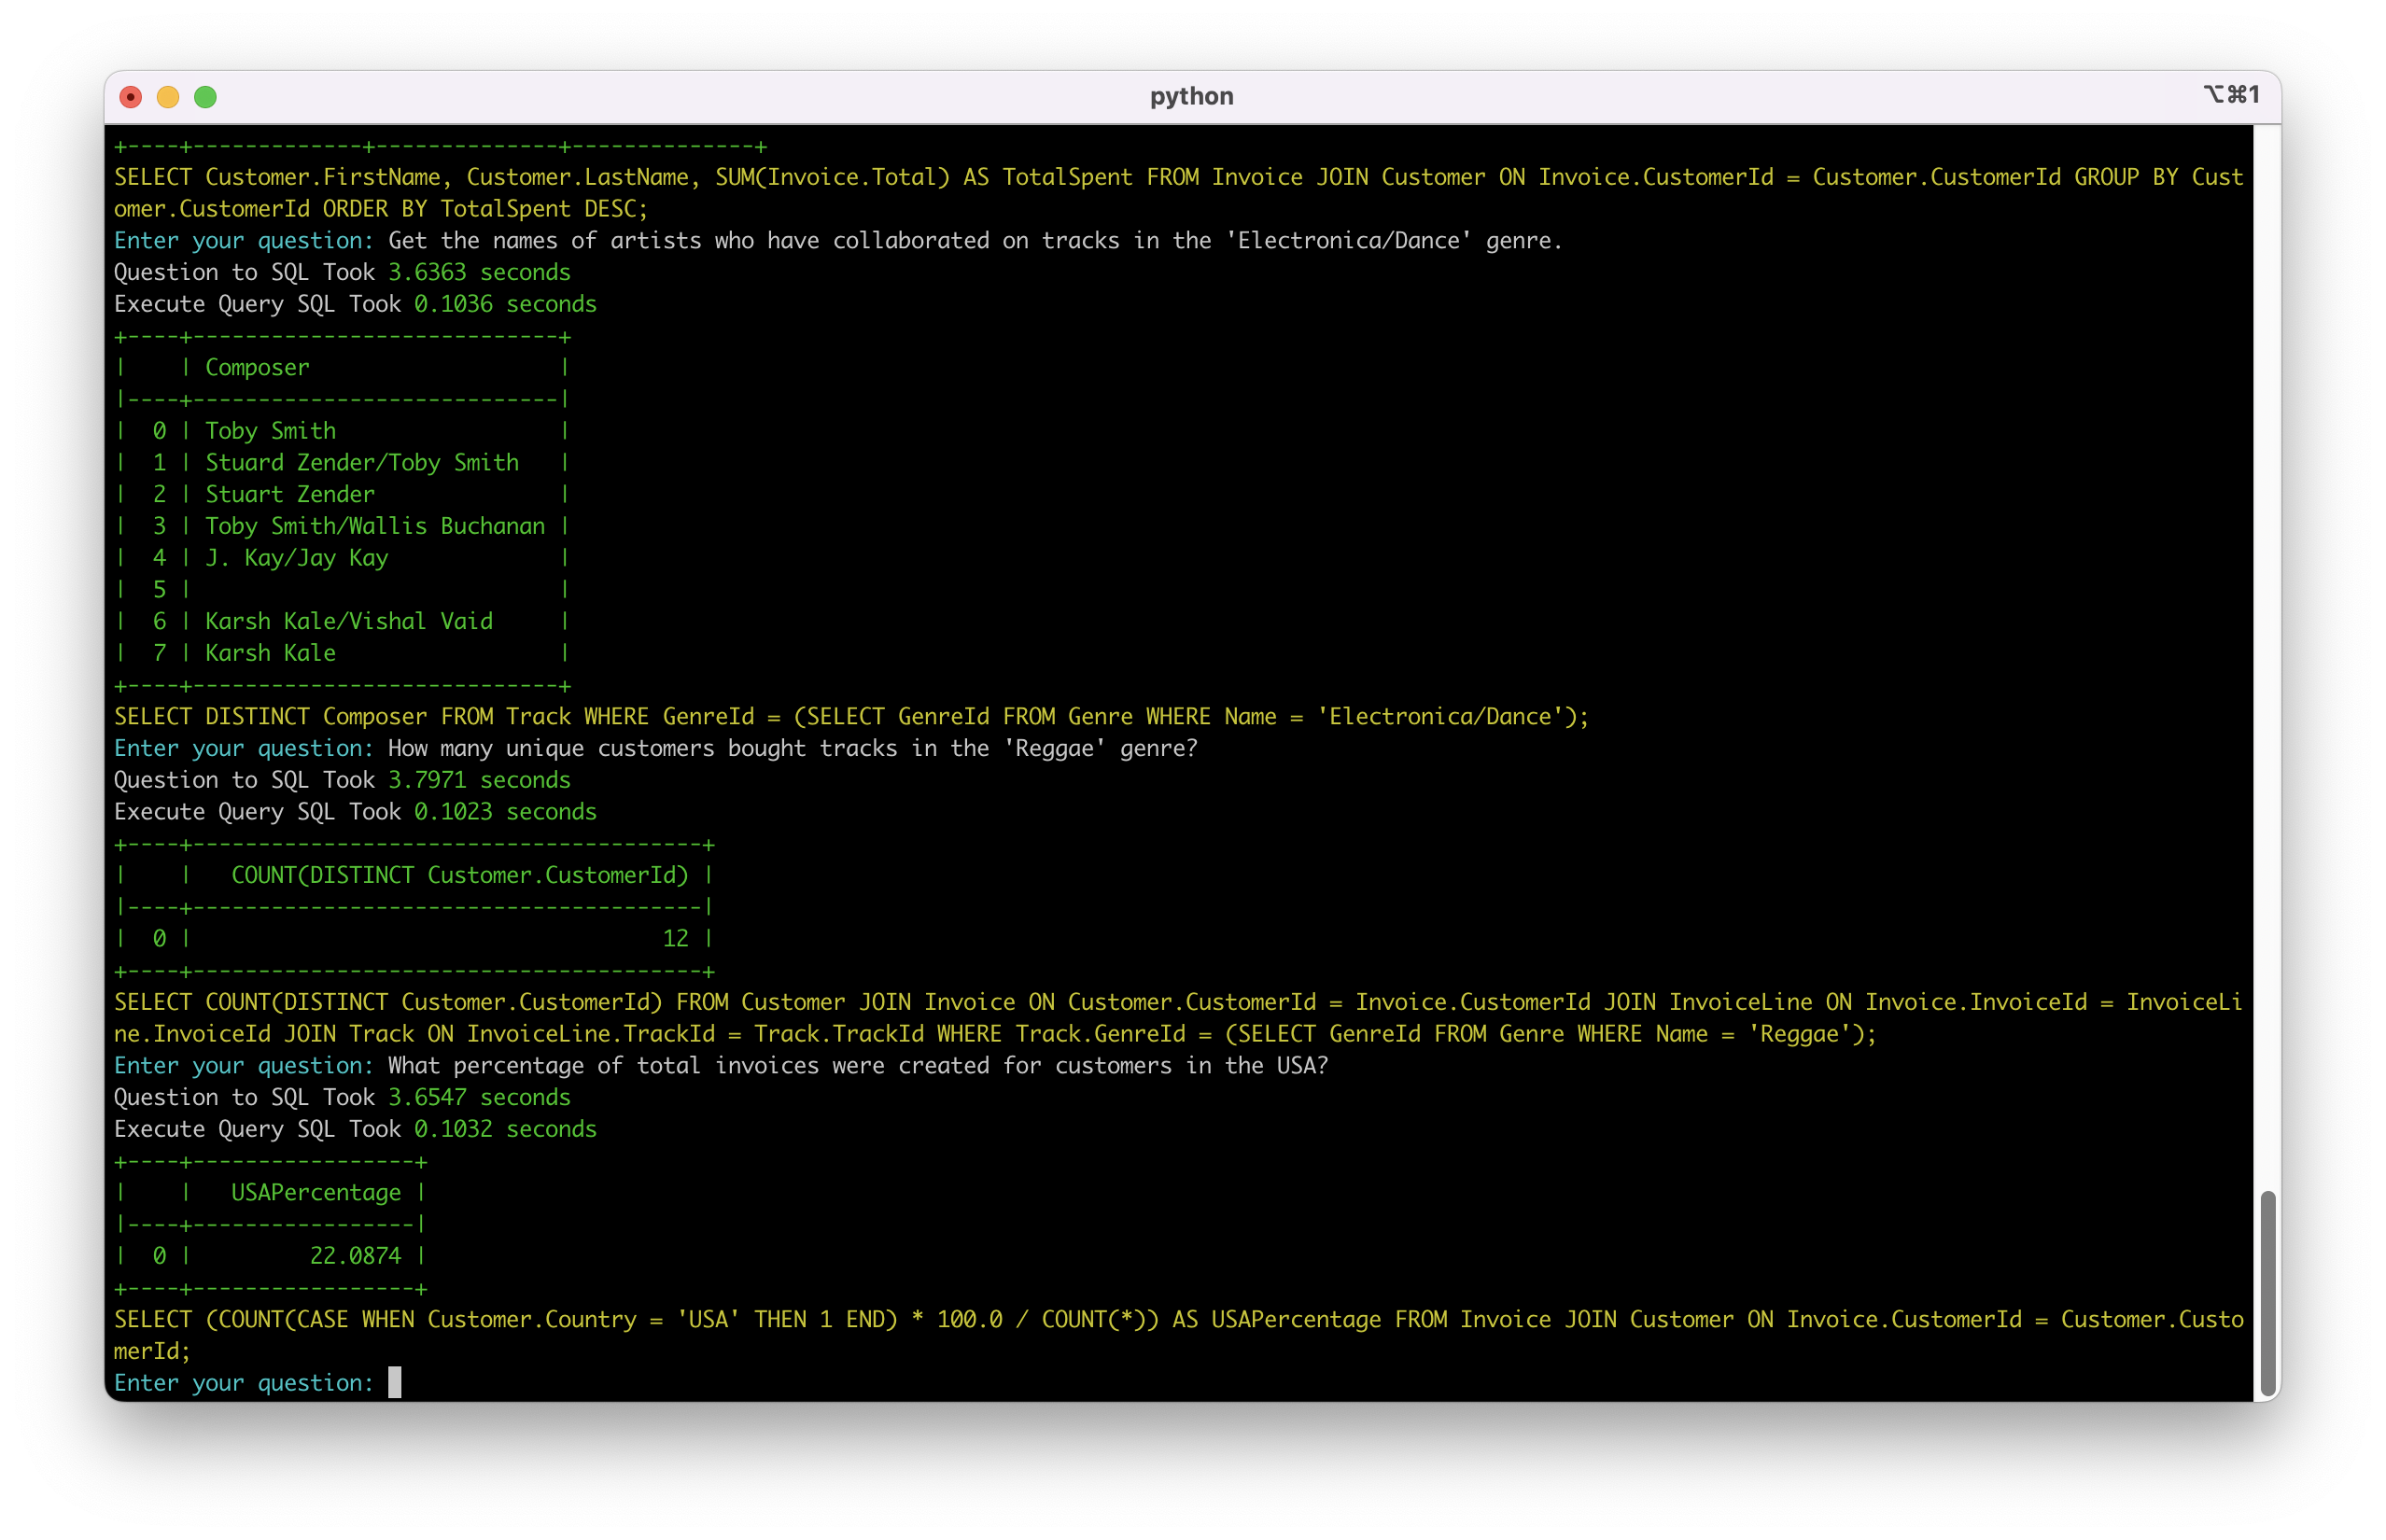 python
⌥⌘1
+----+-------------+--------------+--------------+
SELECT Customer.FirstName, Customer.LastName, SUM(Invoice.Total) AS TotalSpent FROM Invoice JOIN Customer ON Invoice.CustomerId = Customer.CustomerId GROUP BY Cust
omer.CustomerId ORDER BY TotalSpent DESC;
Enter your question: Get the names of artists who have collaborated on tracks in the 'Electronica/Dance' genre.
Question to SQL Took 3.6363 seconds
Execute Query SQL Took 0.1036 seconds
+----+----------------------------+
|    | Composer                   |
|----+----------------------------|
|  0 | Toby Smith                 |
|  1 | Stuard Zender/Toby Smith   |
|  2 | Stuart Zender              |
|  3 | Toby Smith/Wallis Buchanan |
|  4 | J. Kay/Jay Kay             |
|  5 |                            |
|  6 | Karsh Kale/Vishal Vaid     |
|  7 | Karsh Kale                 |
+----+----------------------------+
SELECT DISTINCT Composer FROM Track WHERE GenreId = (SELECT GenreId FROM Genre WHERE Name = 'Electronica/Dance');
Enter your question: How many unique customers bought tracks in the 'Reggae' genre?
Question to SQL Took 3.7971 seconds
Execute Query SQL Took 0.1023 seconds
+----+---------------------------------------+
|    |   COUNT(DISTINCT Customer.CustomerId) |
|----+---------------------------------------|
|  0 |                                    12 |
+----+---------------------------------------+
SELECT COUNT(DISTINCT Customer.CustomerId) FROM Customer JOIN Invoice ON Customer.CustomerId = Invoice.CustomerId JOIN InvoiceLine ON Invoice.InvoiceId = InvoiceLi
ne.InvoiceId JOIN Track ON InvoiceLine.TrackId = Track.TrackId WHERE Track.GenreId = (SELECT GenreId FROM Genre WHERE Name = 'Reggae');
Enter your question: What percentage of total invoices were created for customers in the USA?
Question to SQL Took 3.6547 seconds
Execute Query SQL Took 0.1032 seconds
+----+-----------------+
|    |   USAPercentage |
|----+-----------------|
|  0 |         22.0874 |
+----+-----------------+
SELECT (COUNT(CASE WHEN Customer.Country = 'USA' THEN 1 END) * 100.0 / COUNT(*)) AS USAPercentage FROM Invoice JOIN Customer ON Invoice.CustomerId = Customer.Custo
merId;
Enter your question: